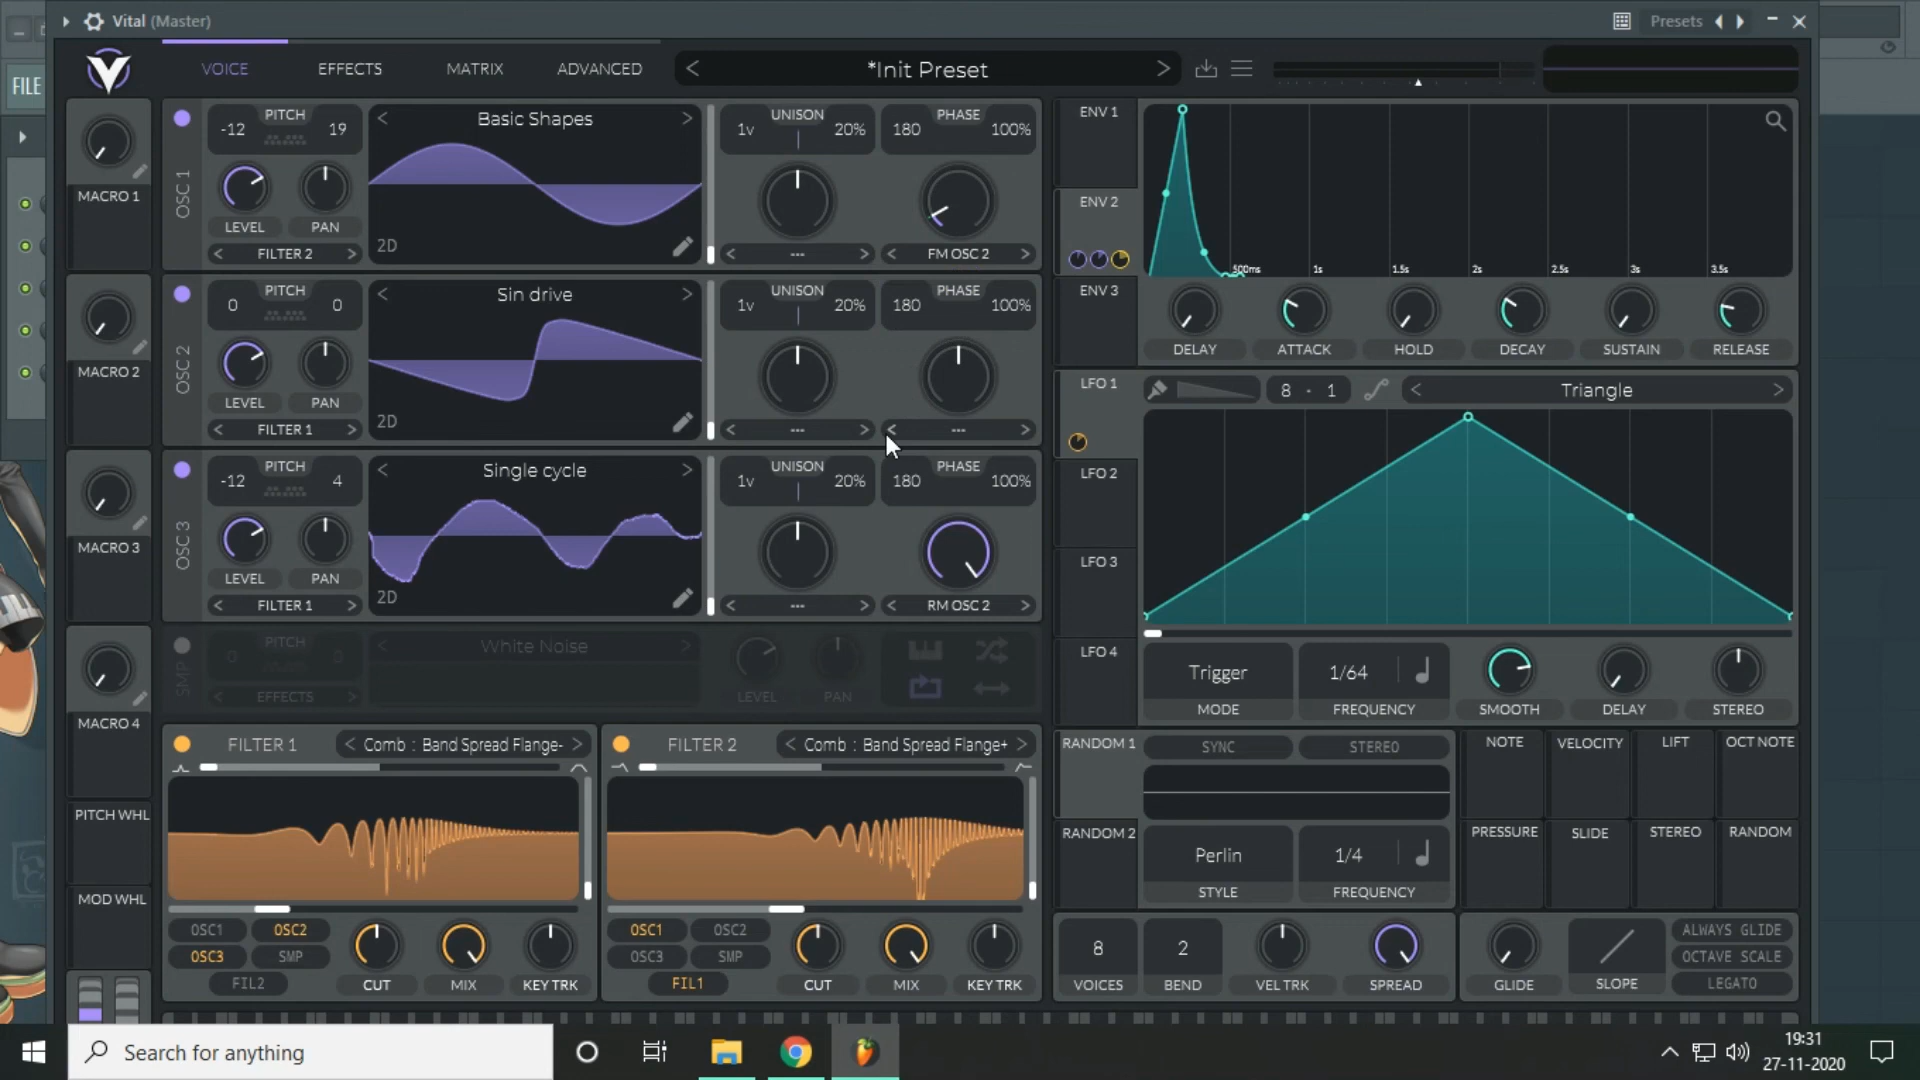 Vital (Master)
Presets
FILE
VOICE
EFFECTS
MATRIX
ADVANCED
*Init Preset
MACRO 1
MACRO 2
MACRO 3
MACRO 4
PITCH WHL
MOD WHL
OSC 1
PITCH
-12 19
LEVEL PAN
FILTER 2
Basic Shapes
2D
UNISON
1v 20%
---
PHASE
180 100%
FM OSC 2
OSC 2
PITCH
0 0
LEVEL PAN
FILTER 1
Sin drive
2D
UNISON
1v 20%
---
PHASE
180 100%
---
OSC 3
PITCH
-12 4
LEVEL PAN
FILTER 1
Single cycle
2D
UNISON
1v 20%
---
PHASE
180 100%
RM OSC 2
SMP
PITCH
0 0
EFFECTS
White Noise
LEVEL PAN
FILTER 1
Comb : Band Spread Flange-
OSC1 OSC2
OSC3 SMP
FIL2
CUT MIX KEY TRK
FILTER 2
Comb : Band Spread Flange+
OSC1 OSC2
OSC3 SMP
FIL1
CUT MIX KEY TRK
ENV 1
ENV 2
ENV 3
500ms 1s 1.5s 2s 2.5s 3s 3.5s
DELAY ATTACK HOLD DECAY SUSTAIN RELEASE
LFO 1
LFO 2
LFO 3
LFO 4
8 - 1
Triangle
Trigger
MODE
1/64
FREQUENCY
SMOOTH DELAY STEREO
RANDOM 1
RANDOM 2
SYNC STEREO
Perlin
STYLE
1/4
FREQUENCY
NOTE VELOCITY LIFT OCT NOTE
PRESSURE SLIDE STEREO RANDOM
8
VOICES
2
BEND
VEL TRK
SPREAD
GLIDE
SLOPE
ALWAYS GLIDE
OCTAVE SCALE
LEGATO
Search for anything
19:31
27-11-2020